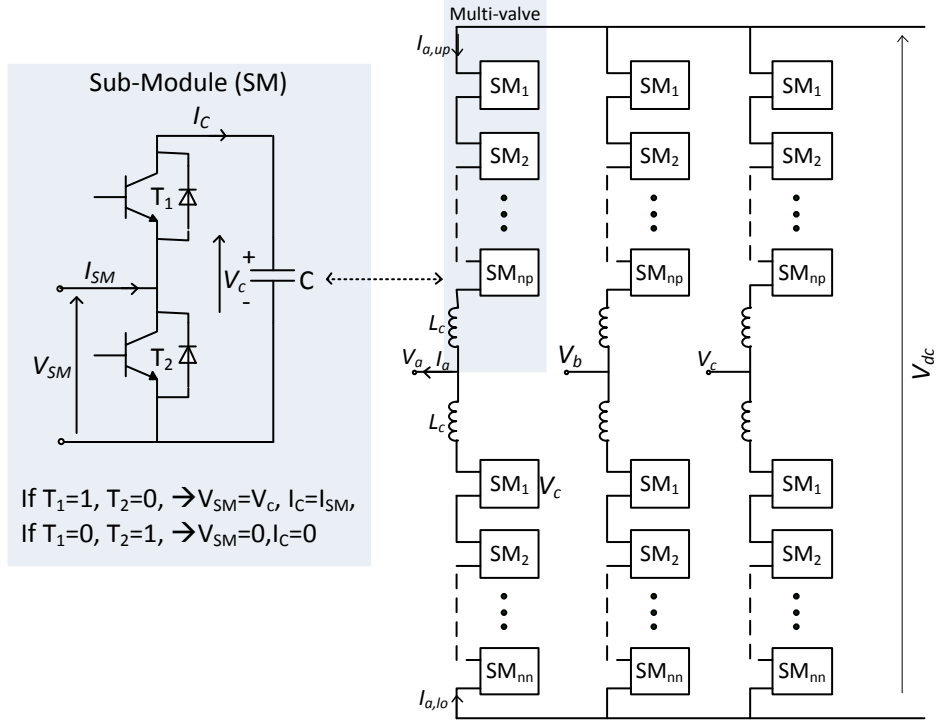 Multi-valve
I_a,up
Sub-Module (SM)
I_C
T_1
I_SM
V_c
+
-
C
V_SM
T_2
If T_1=1, T_2=0, →V_SM=V_c, I_C=I_SM,
If T_1=0, T_2=1, →V_SM=0,I_C=0
SM_1
SM_1
SM_1
SM_2
SM_2
SM_2
SM_np
SM_np
SM_np
L_c
V_a
I_a
V_b
V_c
V_dc
L_c
SM_1
V_c
SM_1
SM_1
SM_2
SM_2
SM_2
SM_nn
SM_nn
SM_nn
I_a,lo